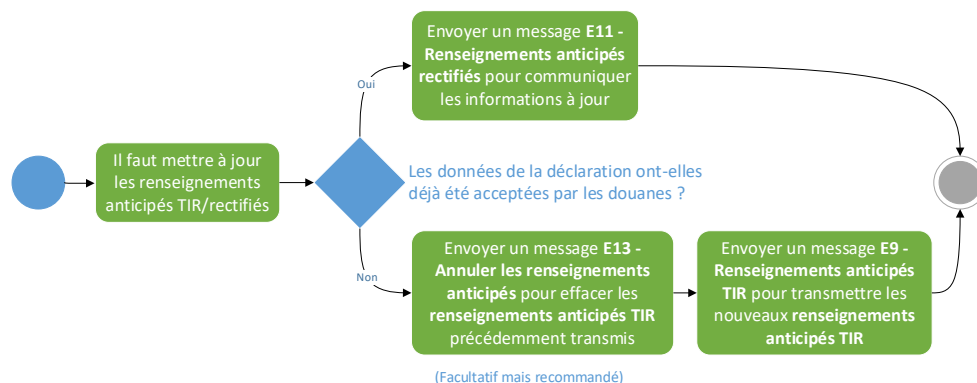 Envoyer un message E11 -
Renseignements anticipés
rectifiés pour communiquer
les informations à jour
Oui
Il faut mettre à jour
les renseignements
anticipés TIR/rectifiés
Les données de la déclaration ont-elles
déjà été acceptées par les douanes ?
Non
Envoyer un message E13 -
Annuler les renseignements
anticipés pour effacer les
renseignements anticipés TIR
précédemment transmis
Envoyer un message E9 -
Renseignements anticipés
TIR pour transmettre les
nouveaux renseignements
anticipés TIR
(Facultatif mais recommandé)